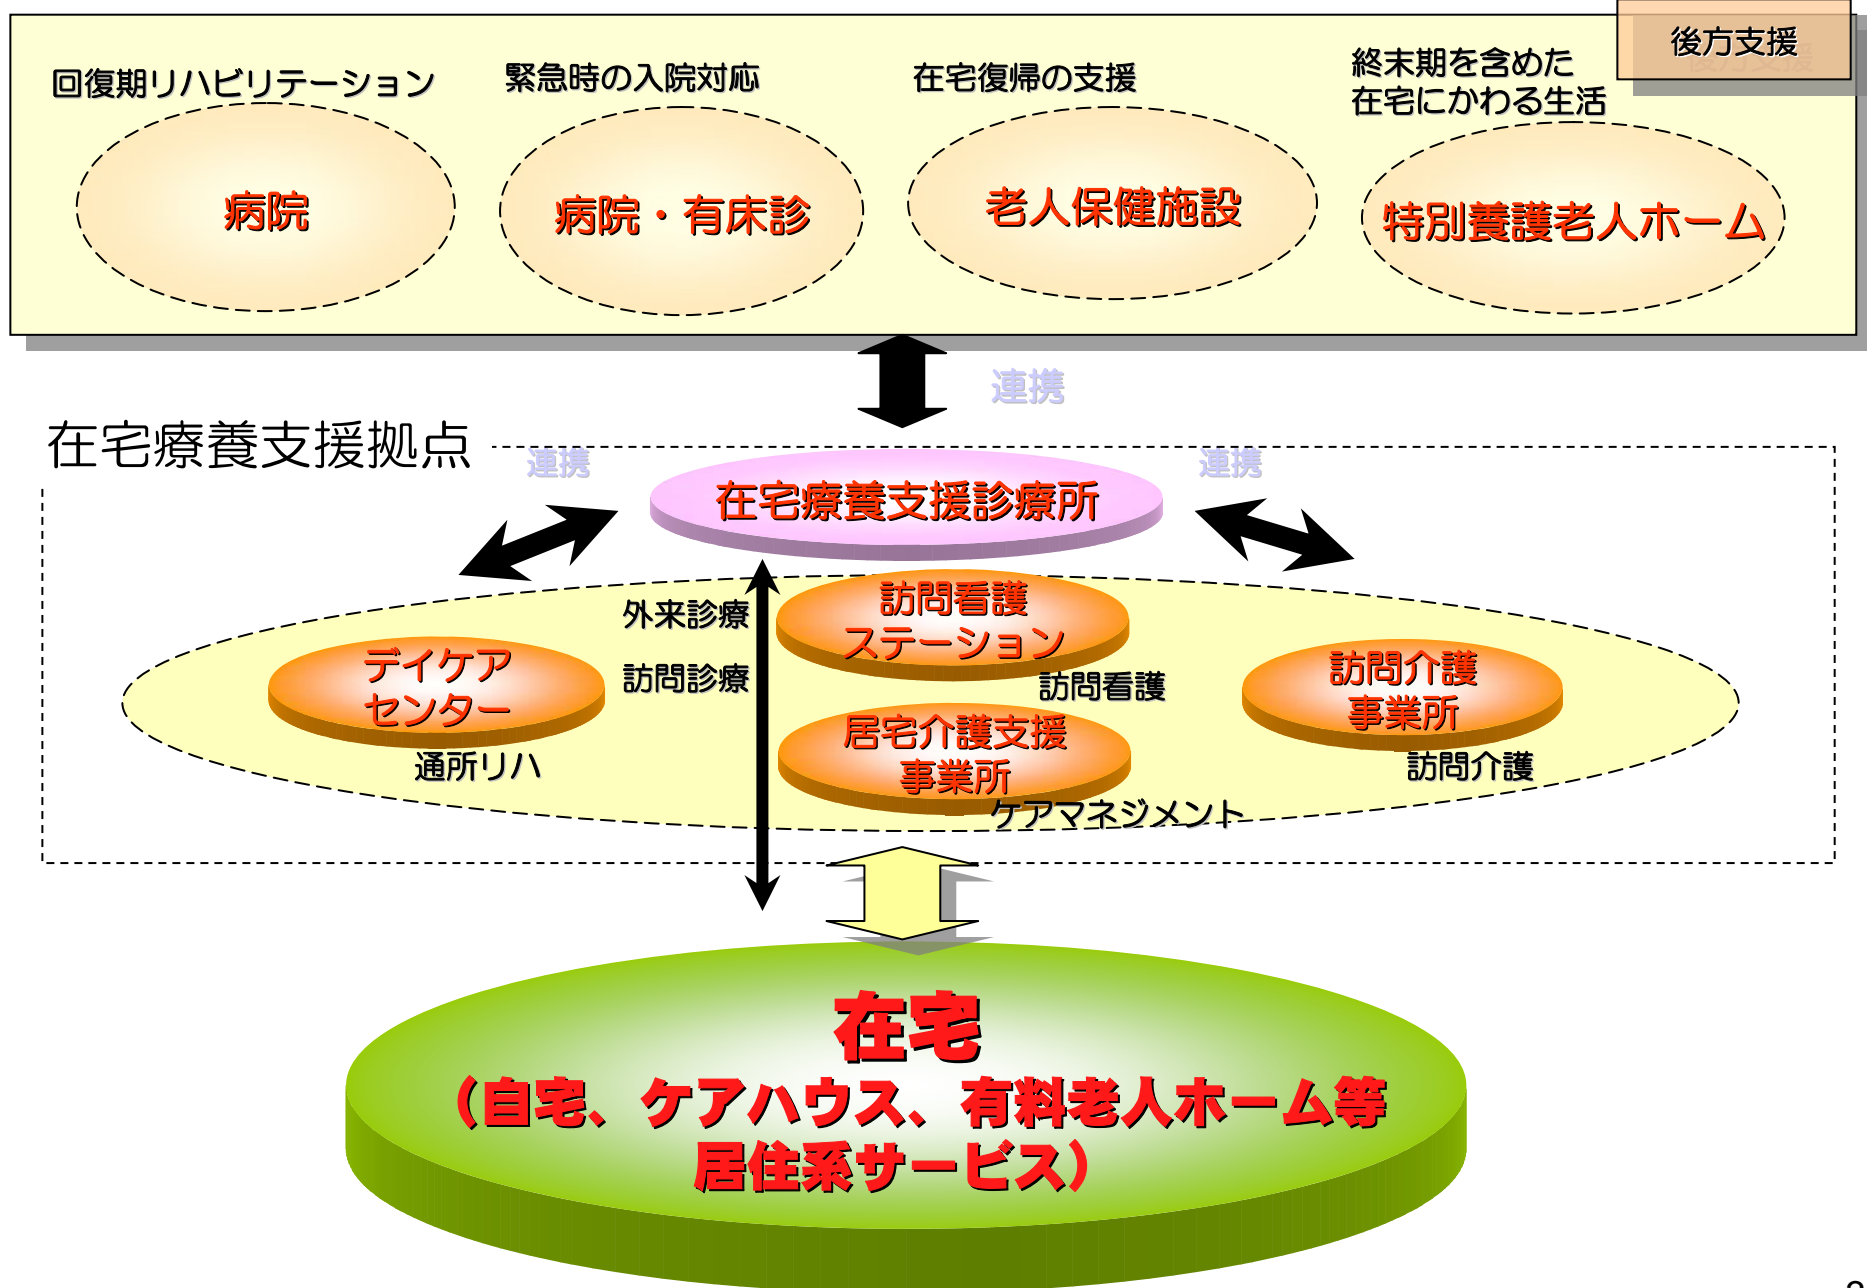 後方支援
回復期リハビリテーション
緊急時の入院対応
在宅復帰の支援
終末期を含めた
在宅にかわる生活
病院
病院・有床診
老人保健施設
特別養護老人ホーム
連携
在宅療養支援拠点
連携
連携
在宅療養支援診療所
外来診療
訪問診療
訪問看護
ステーション
訪問看護
デイケア
センター
通所リハ
居宅介護支援
事業所
ケアマネジメント
訪問介護
事業所
訪問介護
在宅
（自宅、ケアハウス、有料老人ホーム等
居住系サービス）